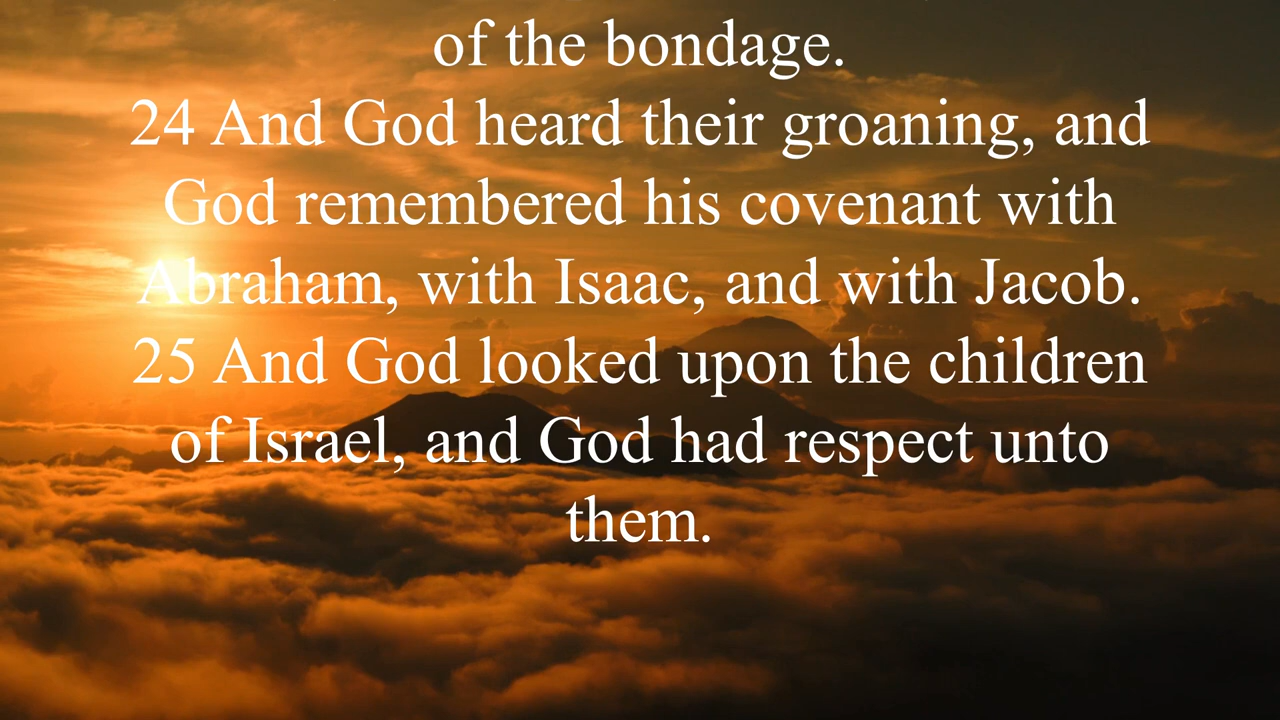 of the bondage.
24 And God heard their groaning, and
God remembered his covenant with
Abraham, with Isaac, and with Jacob.
25 And God looked upon the children
of Israel, and God had respect unto
them.